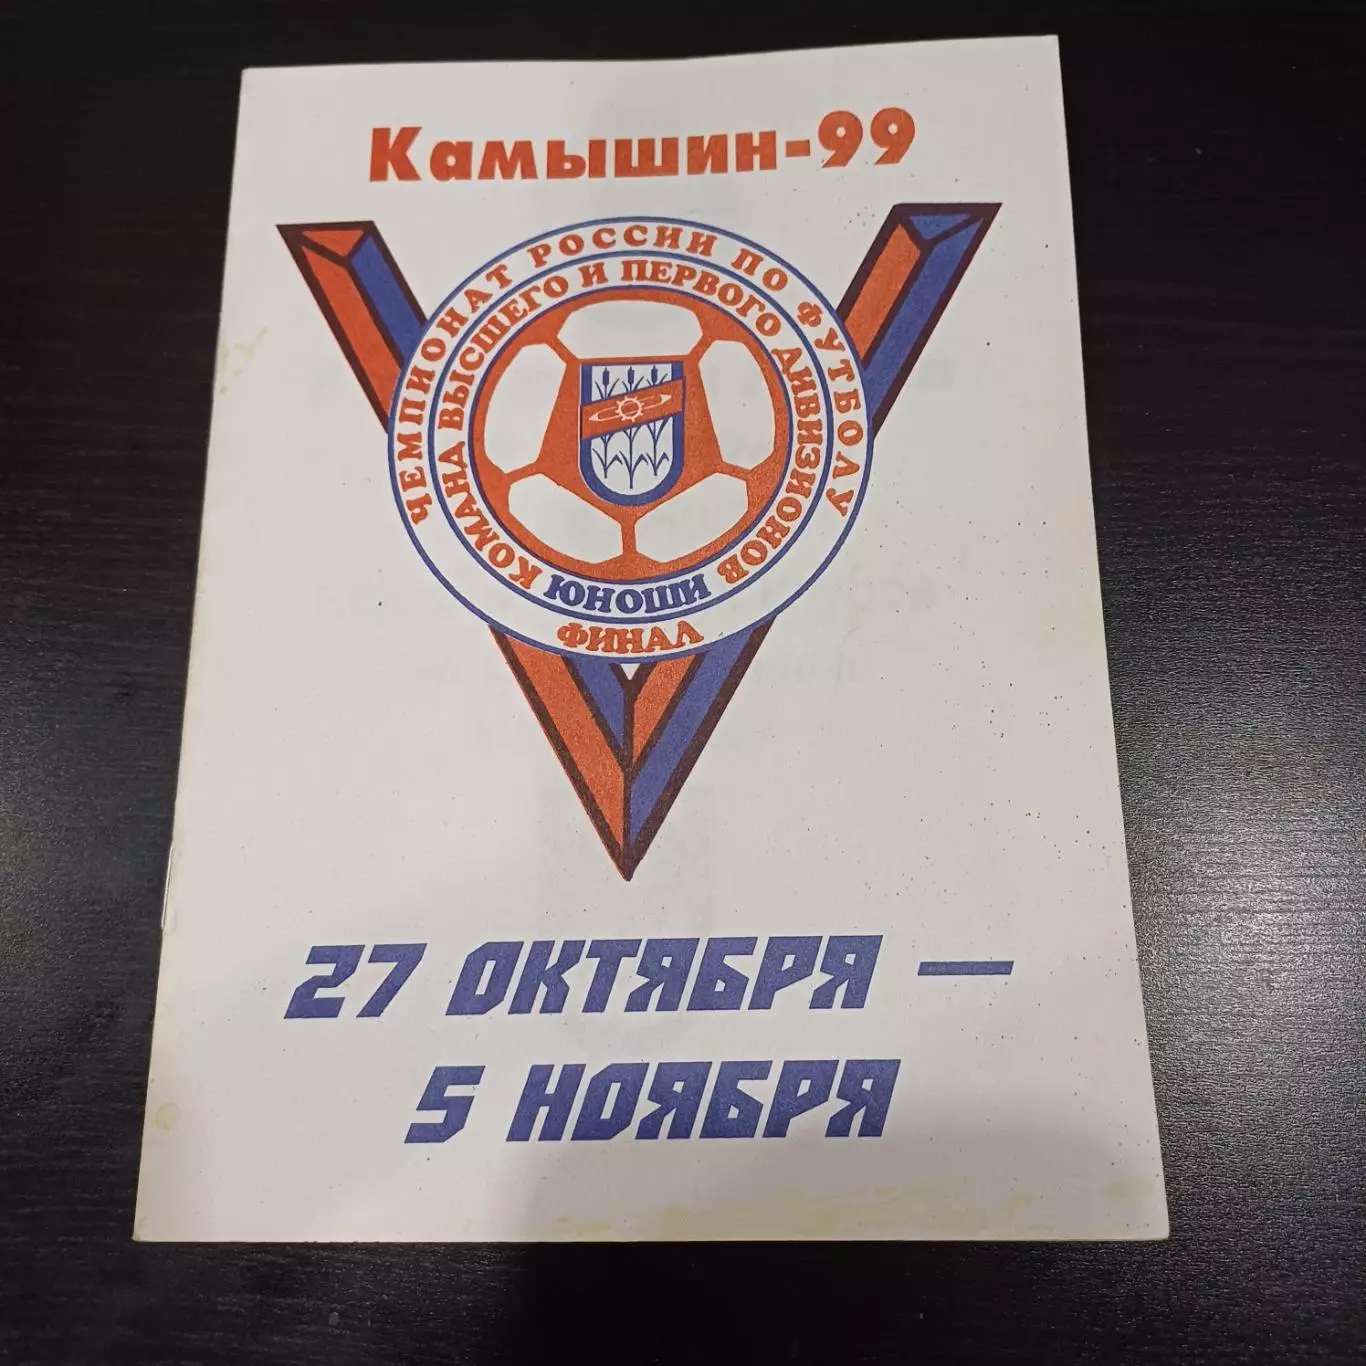 Камышин-99
ЧЕМПИОНАТ РОССИИ ПО ФУТБОЛУ
КОМАНД ВЫСШЕГО И ПЕРВОГО ДИВИЗИОНОВ
ЮНОШИ
ФИНАЛ
27 ОКТЯБРЯ —
5 НОЯБРЯ